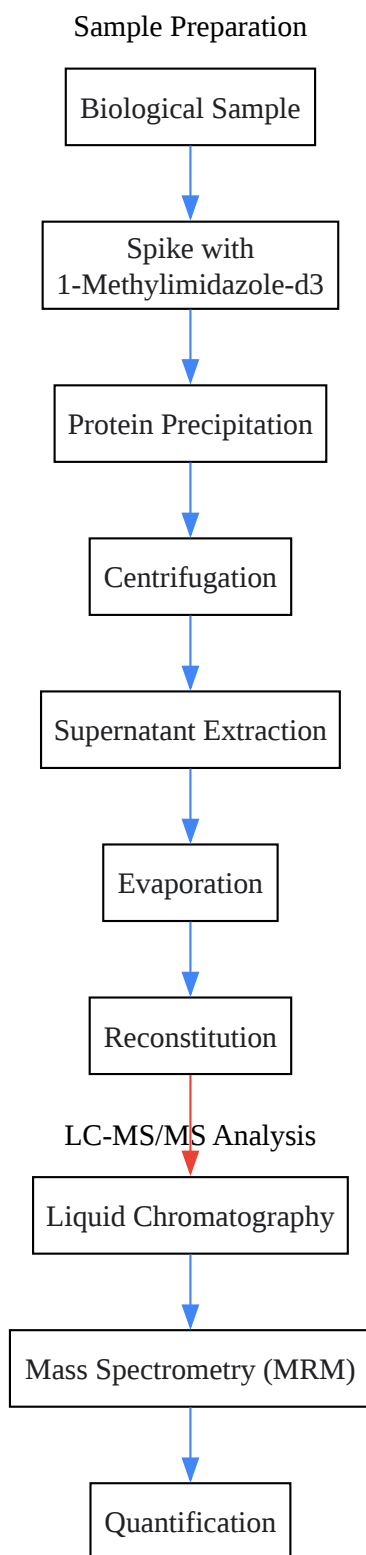 Sample Preparation
Biological Sample
Spike with
1-Methylimidazole-d3
Protein Precipitation
Centrifugation
Supernatant Extraction
Evaporation
Reconstitution
LC-MS/MS Analysis
Liquid Chromatography
Mass Spectrometry (MRM)
Quantification